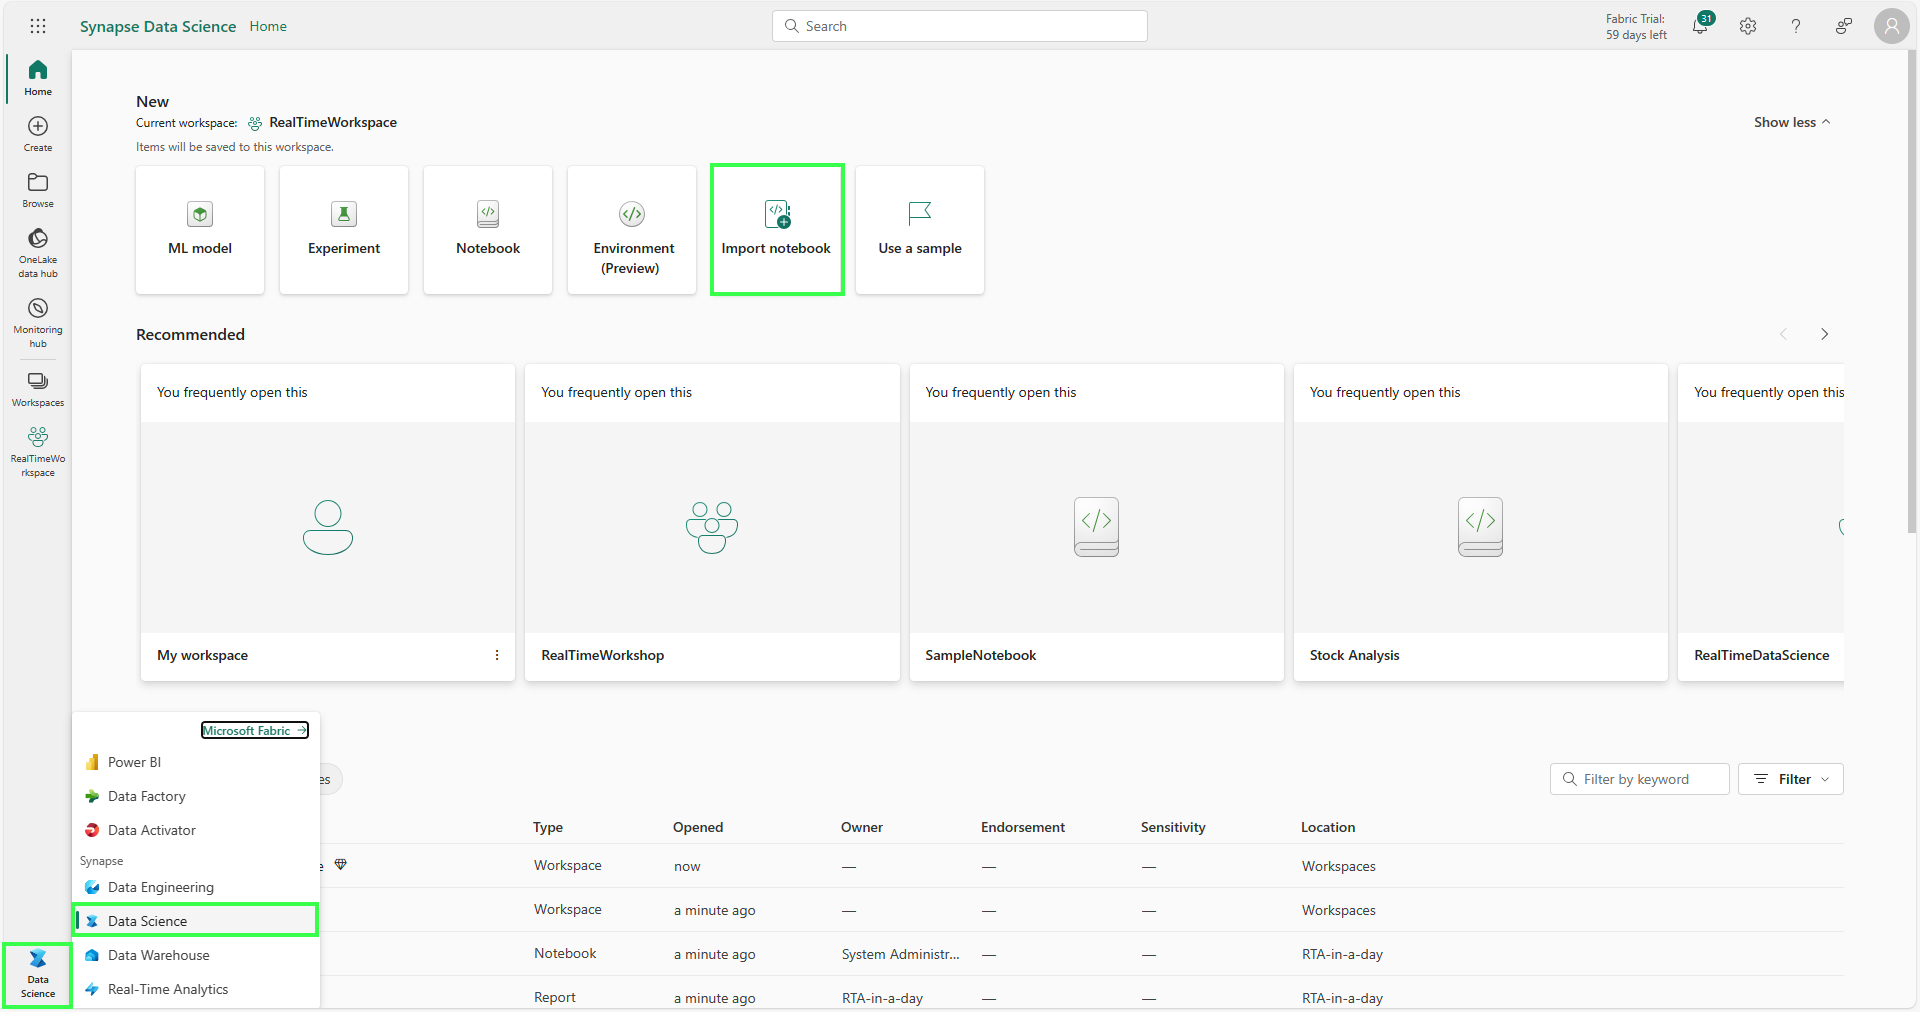 Synapse Data Science Home
Search
Fabric Trial:
59 days left
31
Home
Create
Browse
OneLake
data hub
Monitoring
hub
Workspaces
RealTimeWo
rkspace
New
Current workspace: RealTimeWorkspace
Items will be saved to this workspace.
Show less
ML model
Experiment
Notebook
Environment
(Preview)
Import notebook
Use a sample
Recommended
You frequently open this
You frequently open this
You frequently open this
You frequently open this
You frequently open this
My workspace
RealTimeWorkshop
SampleNotebook
Stock Analysis
RealTimeDataScience
Microsoft Fabric
Power BI
Data Factory
Data Activator
Synapse
Data Engineering
Data Science
Data Warehouse
Real-Time Analytics
Data
Science
es
Filter by keyword
Filter
Type Opened Owner Endorsement Sensitivity Location
e Workspace now — — — Workspaces
Workspace a minute ago — — — Workspaces
Notebook a minute ago System Administr... — — RTA-in-a-day
Report a minute ago RTA-in-a-day — — RTA-in-a-day